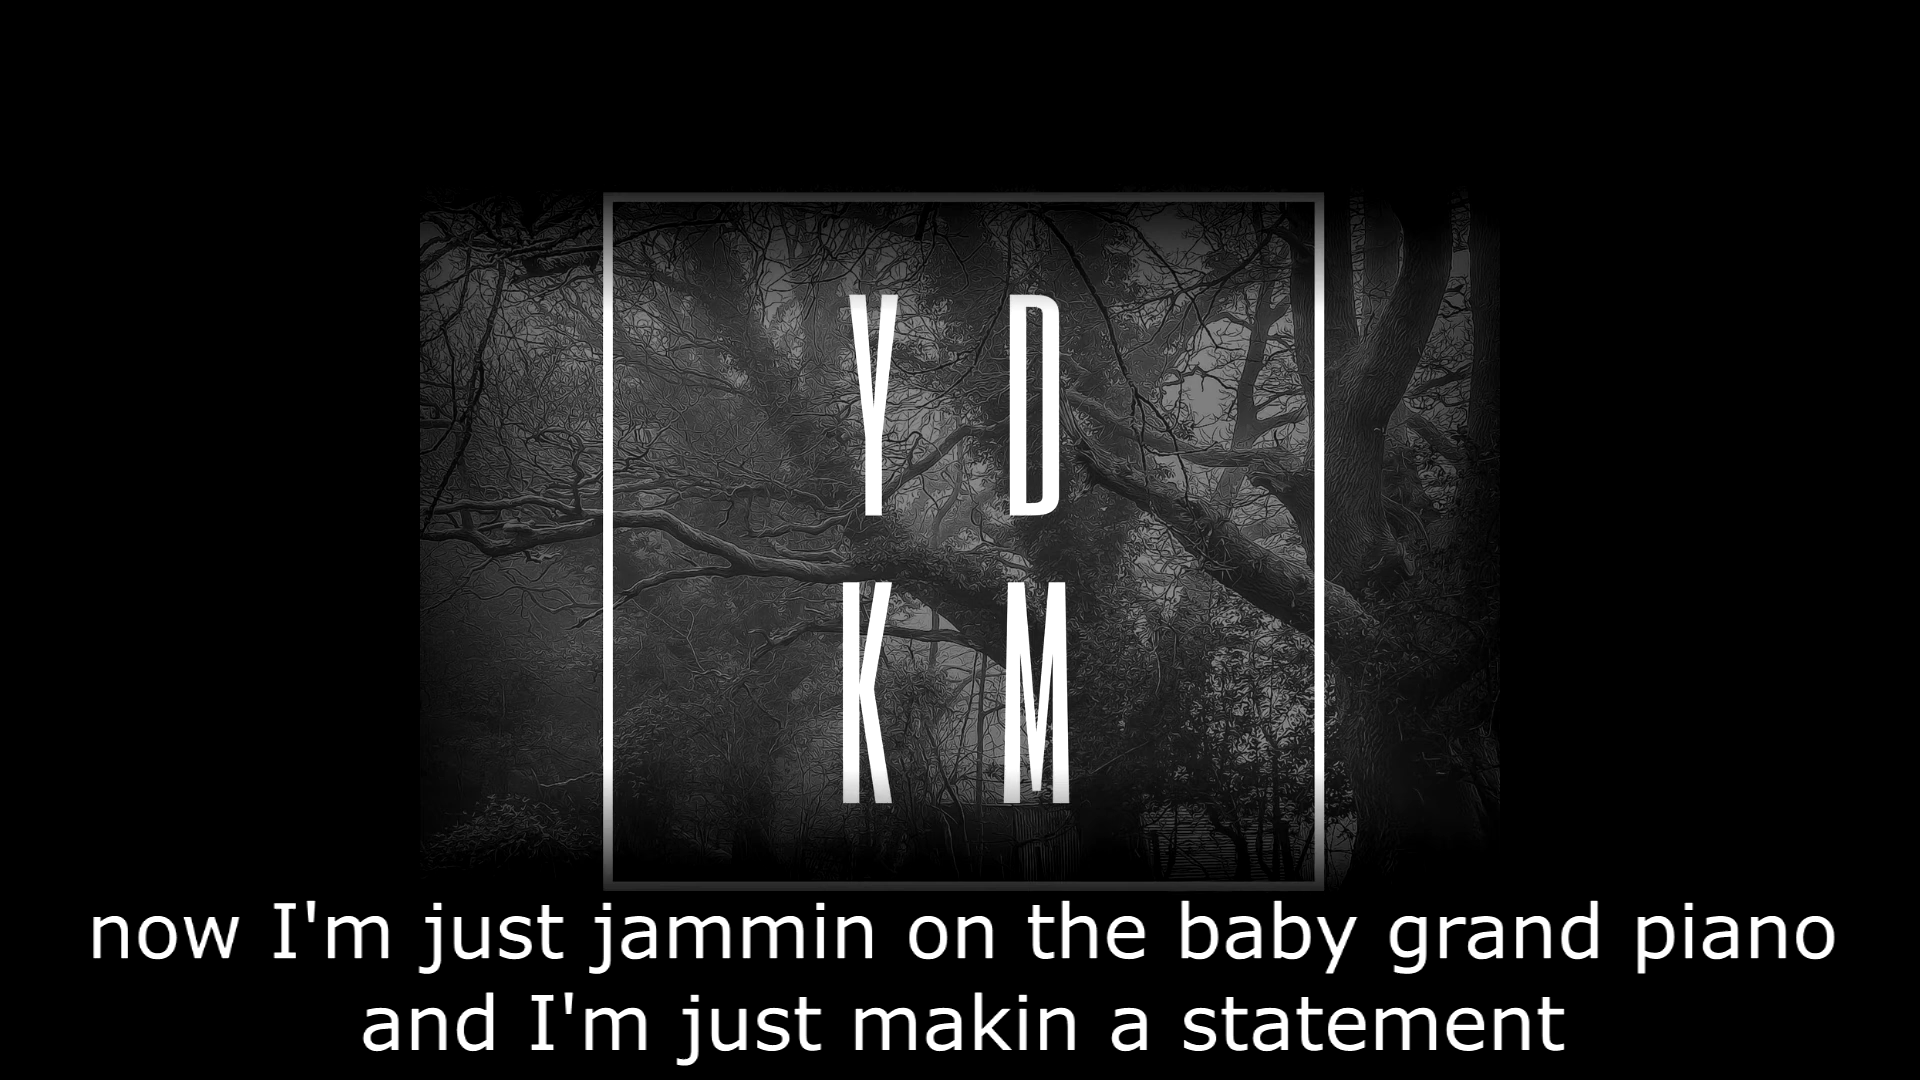 Y D
K M
now I'm just jammin on the baby grand piano
and I'm just makin a statement